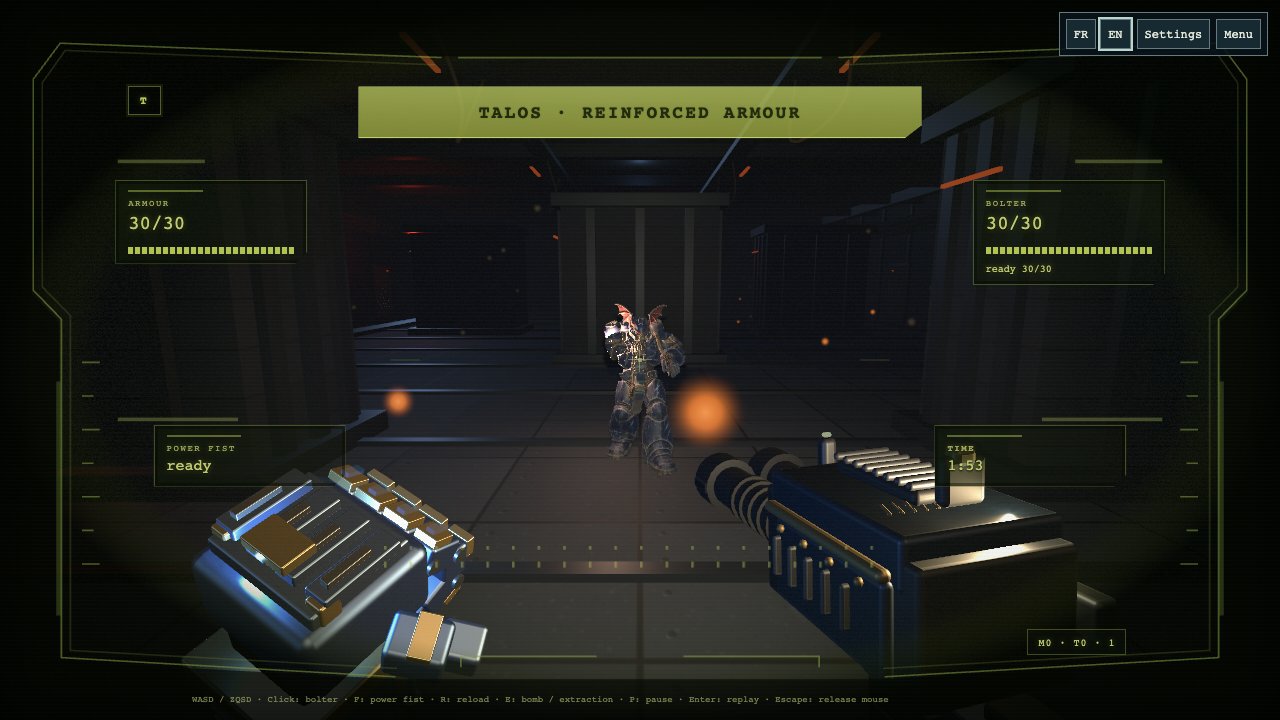 FR EN Settings Menu
T
TALOS · REINFORCED ARMOUR
ARMOUR
30/30
BOLTER
30/30
ready 30/30
POWER FIST
ready
TIME
1:53
M0 · T0 · 1
WASD / ZQSD · Click: bolter · F: power fist · R: reload · E: bomb / extraction · P: pause · Enter: replay · Escape: release mouse